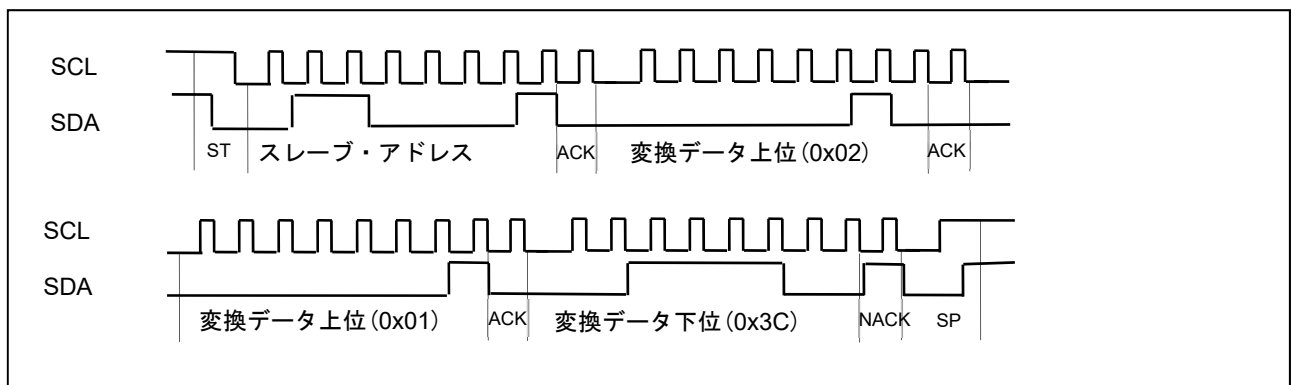 SCL
SDA
ST スレーブ・アドレス ACK 変換データ上位(0x02) ACK
SCL
SDA
変換データ上位(0x01) ACK 変換データ下位(0x3C) NACK SP